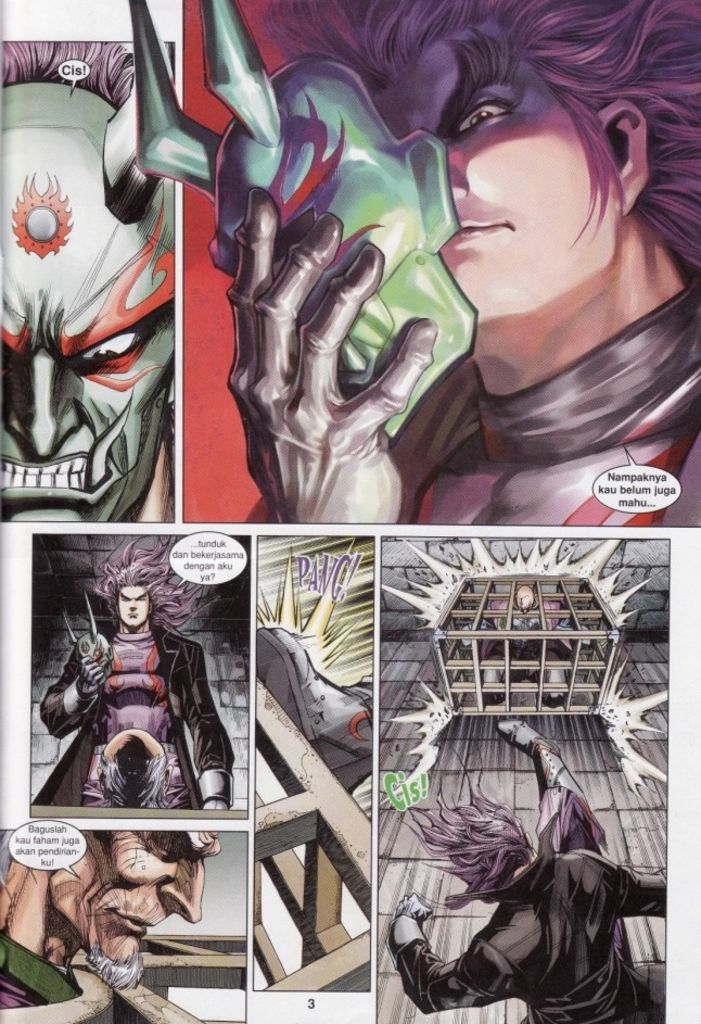 Cis!
Nampaknya
kau belum juga
mahu...
...tunduk
dan bekerjasama
dengan aku
ya?
Baguslah
kau faham juga
akan pendirian-
ku!
PANG!
Cis!
3